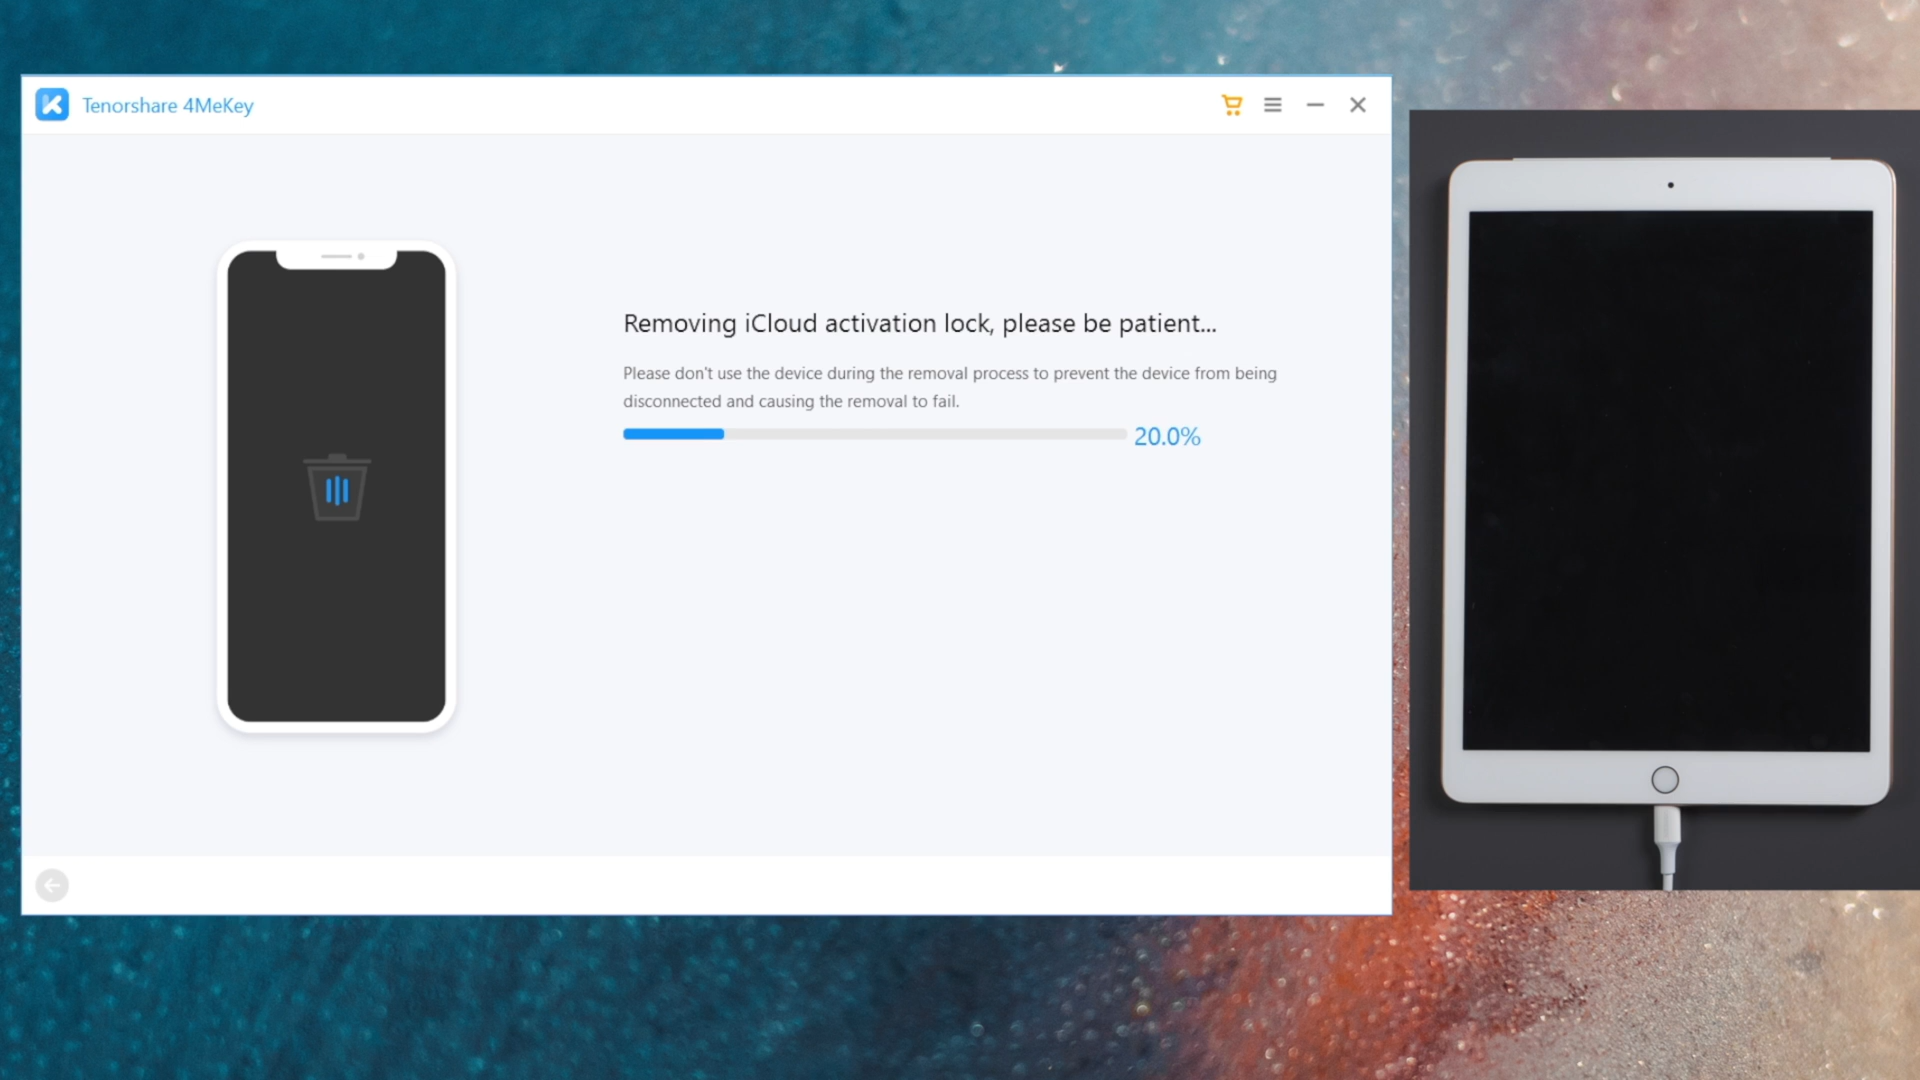 Tenorshare 4MeKey
Removing iCloud activation lock, please be patient...
Please don't use the device during the removal process to prevent the device from being
disconnected and causing the removal to fail.
20.0%